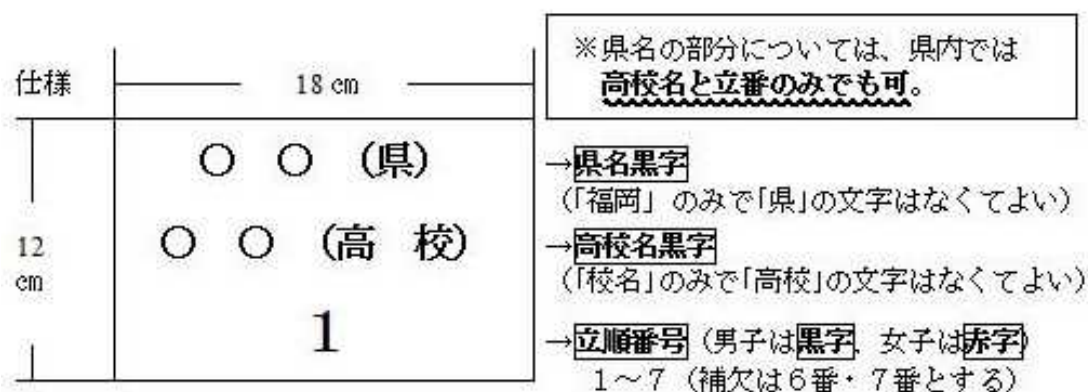 ※県名の部分については、県内では
高校名と立番のみでも可。
仕様
18 cm
12
cm
○ ○ (県)
○ ○ (高 校)
1
→県名黒字
(「福岡」のみで「県」の文字はなくてよい)
→高校名黒字
(「校名」のみで「高校」の文字はなくてよい)
→立順番号 (男子は黒字、女子は赤字)
1～7 (補欠は6番・7番とする)